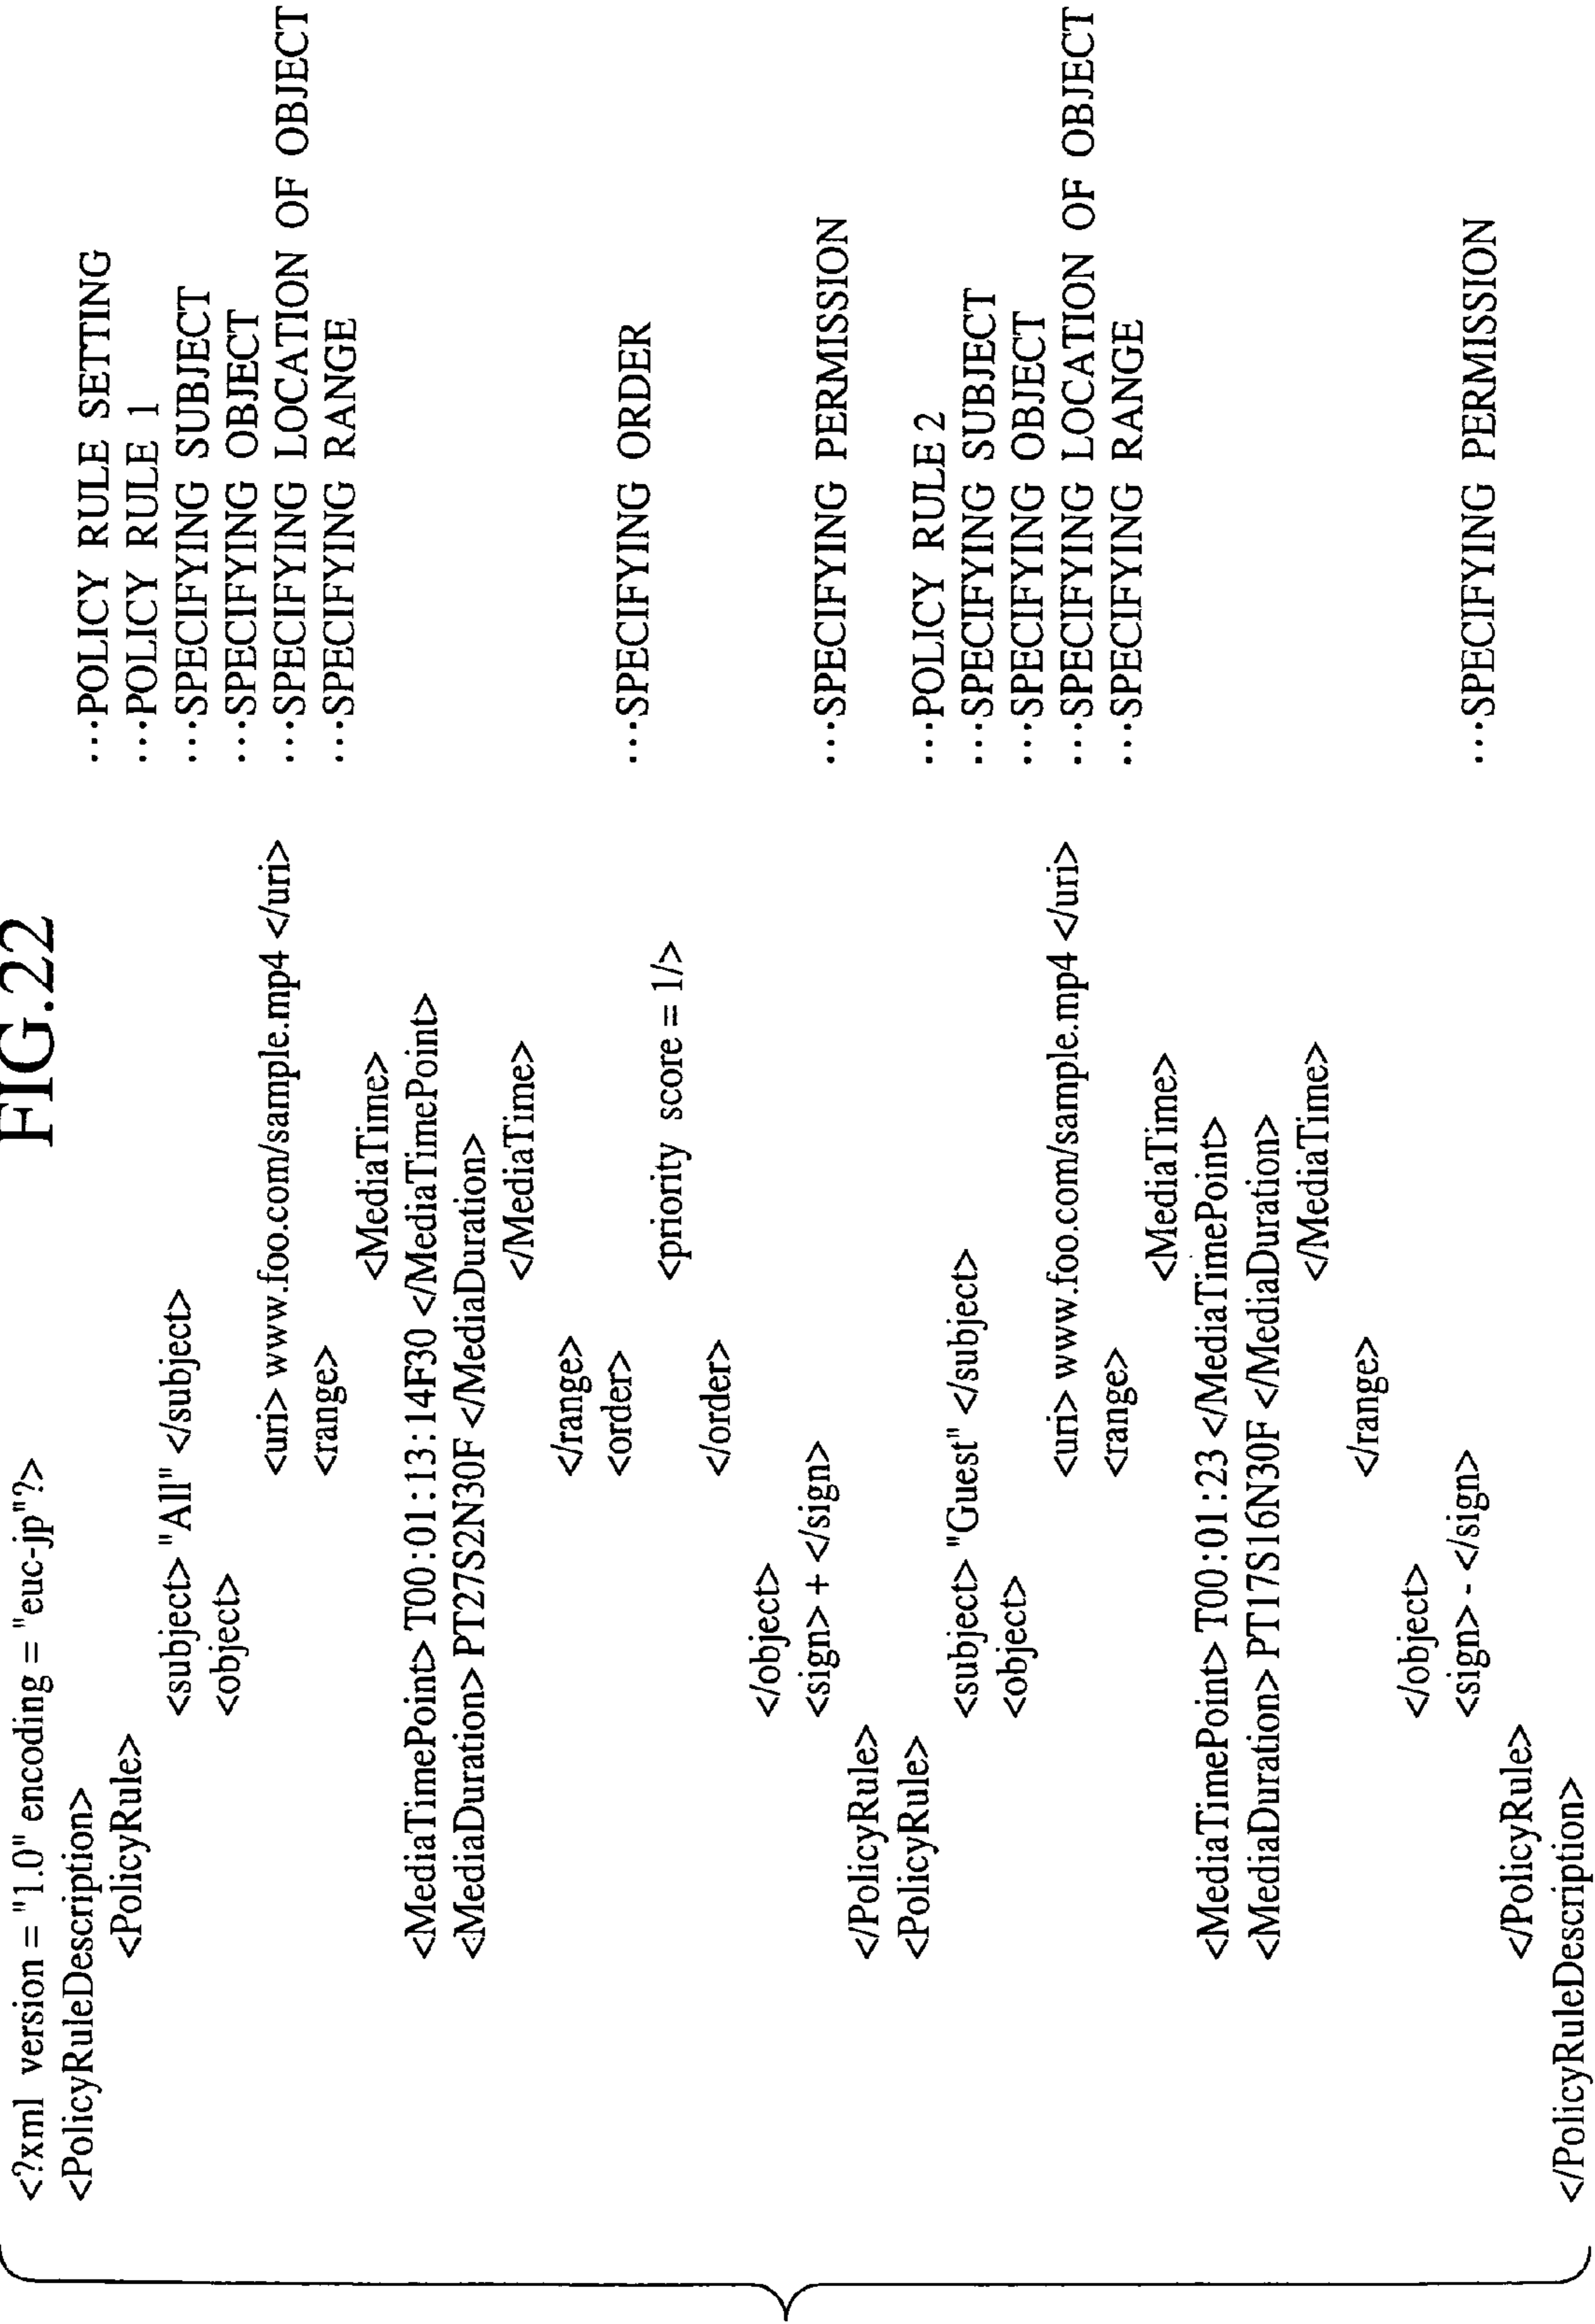 FIG.22
<?xml version = "1.0" encoding = "euc-jp"?>
<PolicyRuleDescription> ...POLICY RULE SETTING
<PolicyRule> ...POLICY RULE 1
<subject> "All" </subject> ...SPECIFYING SUBJECT
<object> ...SPECIFYING OBJECT
<uri> www.foo.com/sample.mp4 </uri> ...SPECIFYING LOCATION OF OBJECT
<range> ...SPECIFYING RANGE
<MediaTime>
<MediaTimePoint> T00:01:13:14F30 </MediaTimePoint>
<MediaDuration> PT27S2N30F </MediaDuration>
</MediaTime>
</range>
<order> ...SPECIFYING ORDER
<priority score = 1/>
</order>
</object>
<sign> + </sign> ...SPECIFYING PERMISSION
</PolicyRule>
<PolicyRule> ...POLICY RULE 2
<subject> "Guest" </subject> ...SPECIFYING SUBJECT
<object> ...SPECIFYING OBJECT
<uri> www.foo.com/sample.mp4 </uri> ...SPECIFYING LOCATION OF OBJECT
<range> ...SPECIFYING RANGE
<MediaTime>
<MediaTimePoint> T00:01:23 </MediaTimePoint>
<MediaDuration> PT17S16N30F </MediaDuration>
</MediaTime>
</range>
</object>
<sign> - </sign> ...SPECIFYING PERMISSION
</PolicyRule>
</PolicyRuleDescription>